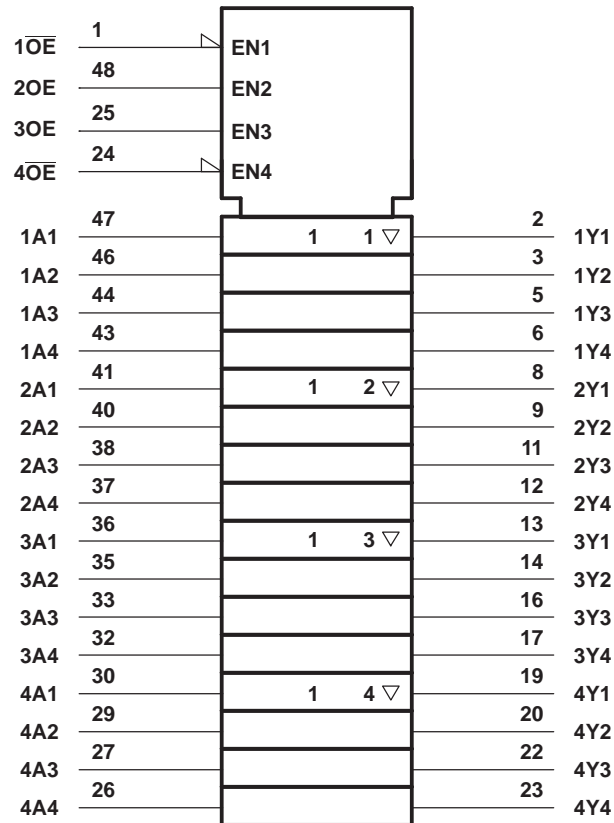 1O̅E̅ 1 EN1
2OE 48 EN2
3OE 25 EN3
4O̅E̅ 24 EN4
1A1 47 1 1 ▽ 2 1Y1
1A2 46 3 1Y2
1A3 44 5 1Y3
1A4 43 6 1Y4
2A1 41 1 2 ▽ 8 2Y1
2A2 40 9 2Y2
2A3 38 11 2Y3
2A4 37 12 2Y4
3A1 36 1 3 ▽ 13 3Y1
3A2 35 14 3Y2
3A3 33 16 3Y3
3A4 32 17 3Y4
4A1 30 1 4 ▽ 19 4Y1
4A2 29 20 4Y2
4A3 27 22 4Y3
4A4 26 23 4Y4